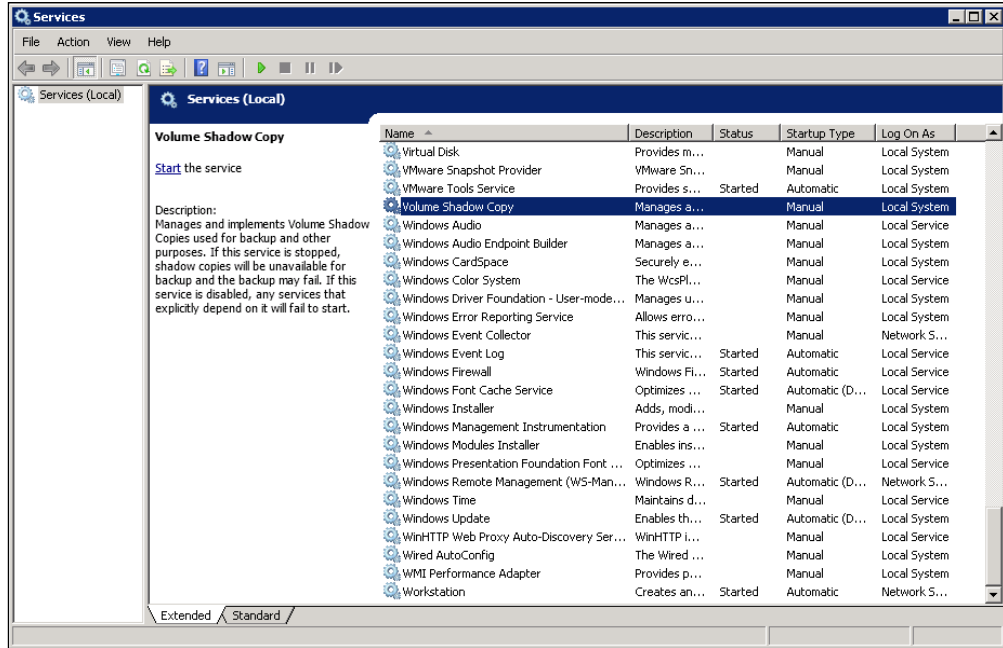 Services
File Action View Help
Services (Local)
Services (Local)
Volume Shadow Copy
Start the service
Description:
Manages and implements Volume Shadow
Copies used for backup and other
purposes. If this service is stopped,
shadow copies will be unavailable for
backup and the backup may fail. If this
service is disabled, any services that
explicitly depend on it will fail to start.
Name Description Status Startup Type Log On As
Virtual Disk Provides m... Manual Local System
VMware Snapshot Provider VMware Sn... Manual Local System
VMware Tools Service Provides s... Started Automatic Local System
Volume Shadow Copy Manages a... Manual Local System
Windows Audio Manages a... Manual Local Service
Windows Audio Endpoint Builder Manages a... Manual Local System
Windows CardSpace Securely e... Manual Local System
Windows Color System The WcsPl... Manual Local Service
Windows Driver Foundation - User-mode... Manages u... Manual Local System
Windows Error Reporting Service Allows erro... Manual Local System
Windows Event Collector This servic... Manual Network S...
Windows Event Log This servic... Started Automatic Local Service
Windows Firewall Windows Fi... Started Automatic Local Service
Windows Font Cache Service Optimizes ... Started Automatic (D... Local Service
Windows Installer Adds, modi... Manual Local System
Windows Management Instrumentation Provides a ... Started Automatic Local System
Windows Modules Installer Enables ins... Manual Local System
Windows Presentation Foundation Font ... Optimizes ... Manual Local Service
Windows Remote Management (WS-Man... Windows R... Started Automatic (D... Network S...
Windows Time Maintains d... Manual Local Service
Windows Update Enables th... Started Automatic (D... Local System
WinHTTP Web Proxy Auto-Discovery Ser... WinHTTP i... Manual Local Service
Wired AutoConfig The Wired ... Manual Local System
WMI Performance Adapter Provides p... Manual Local System
Workstation Creates an... Started Automatic Network S...
Extended Standard